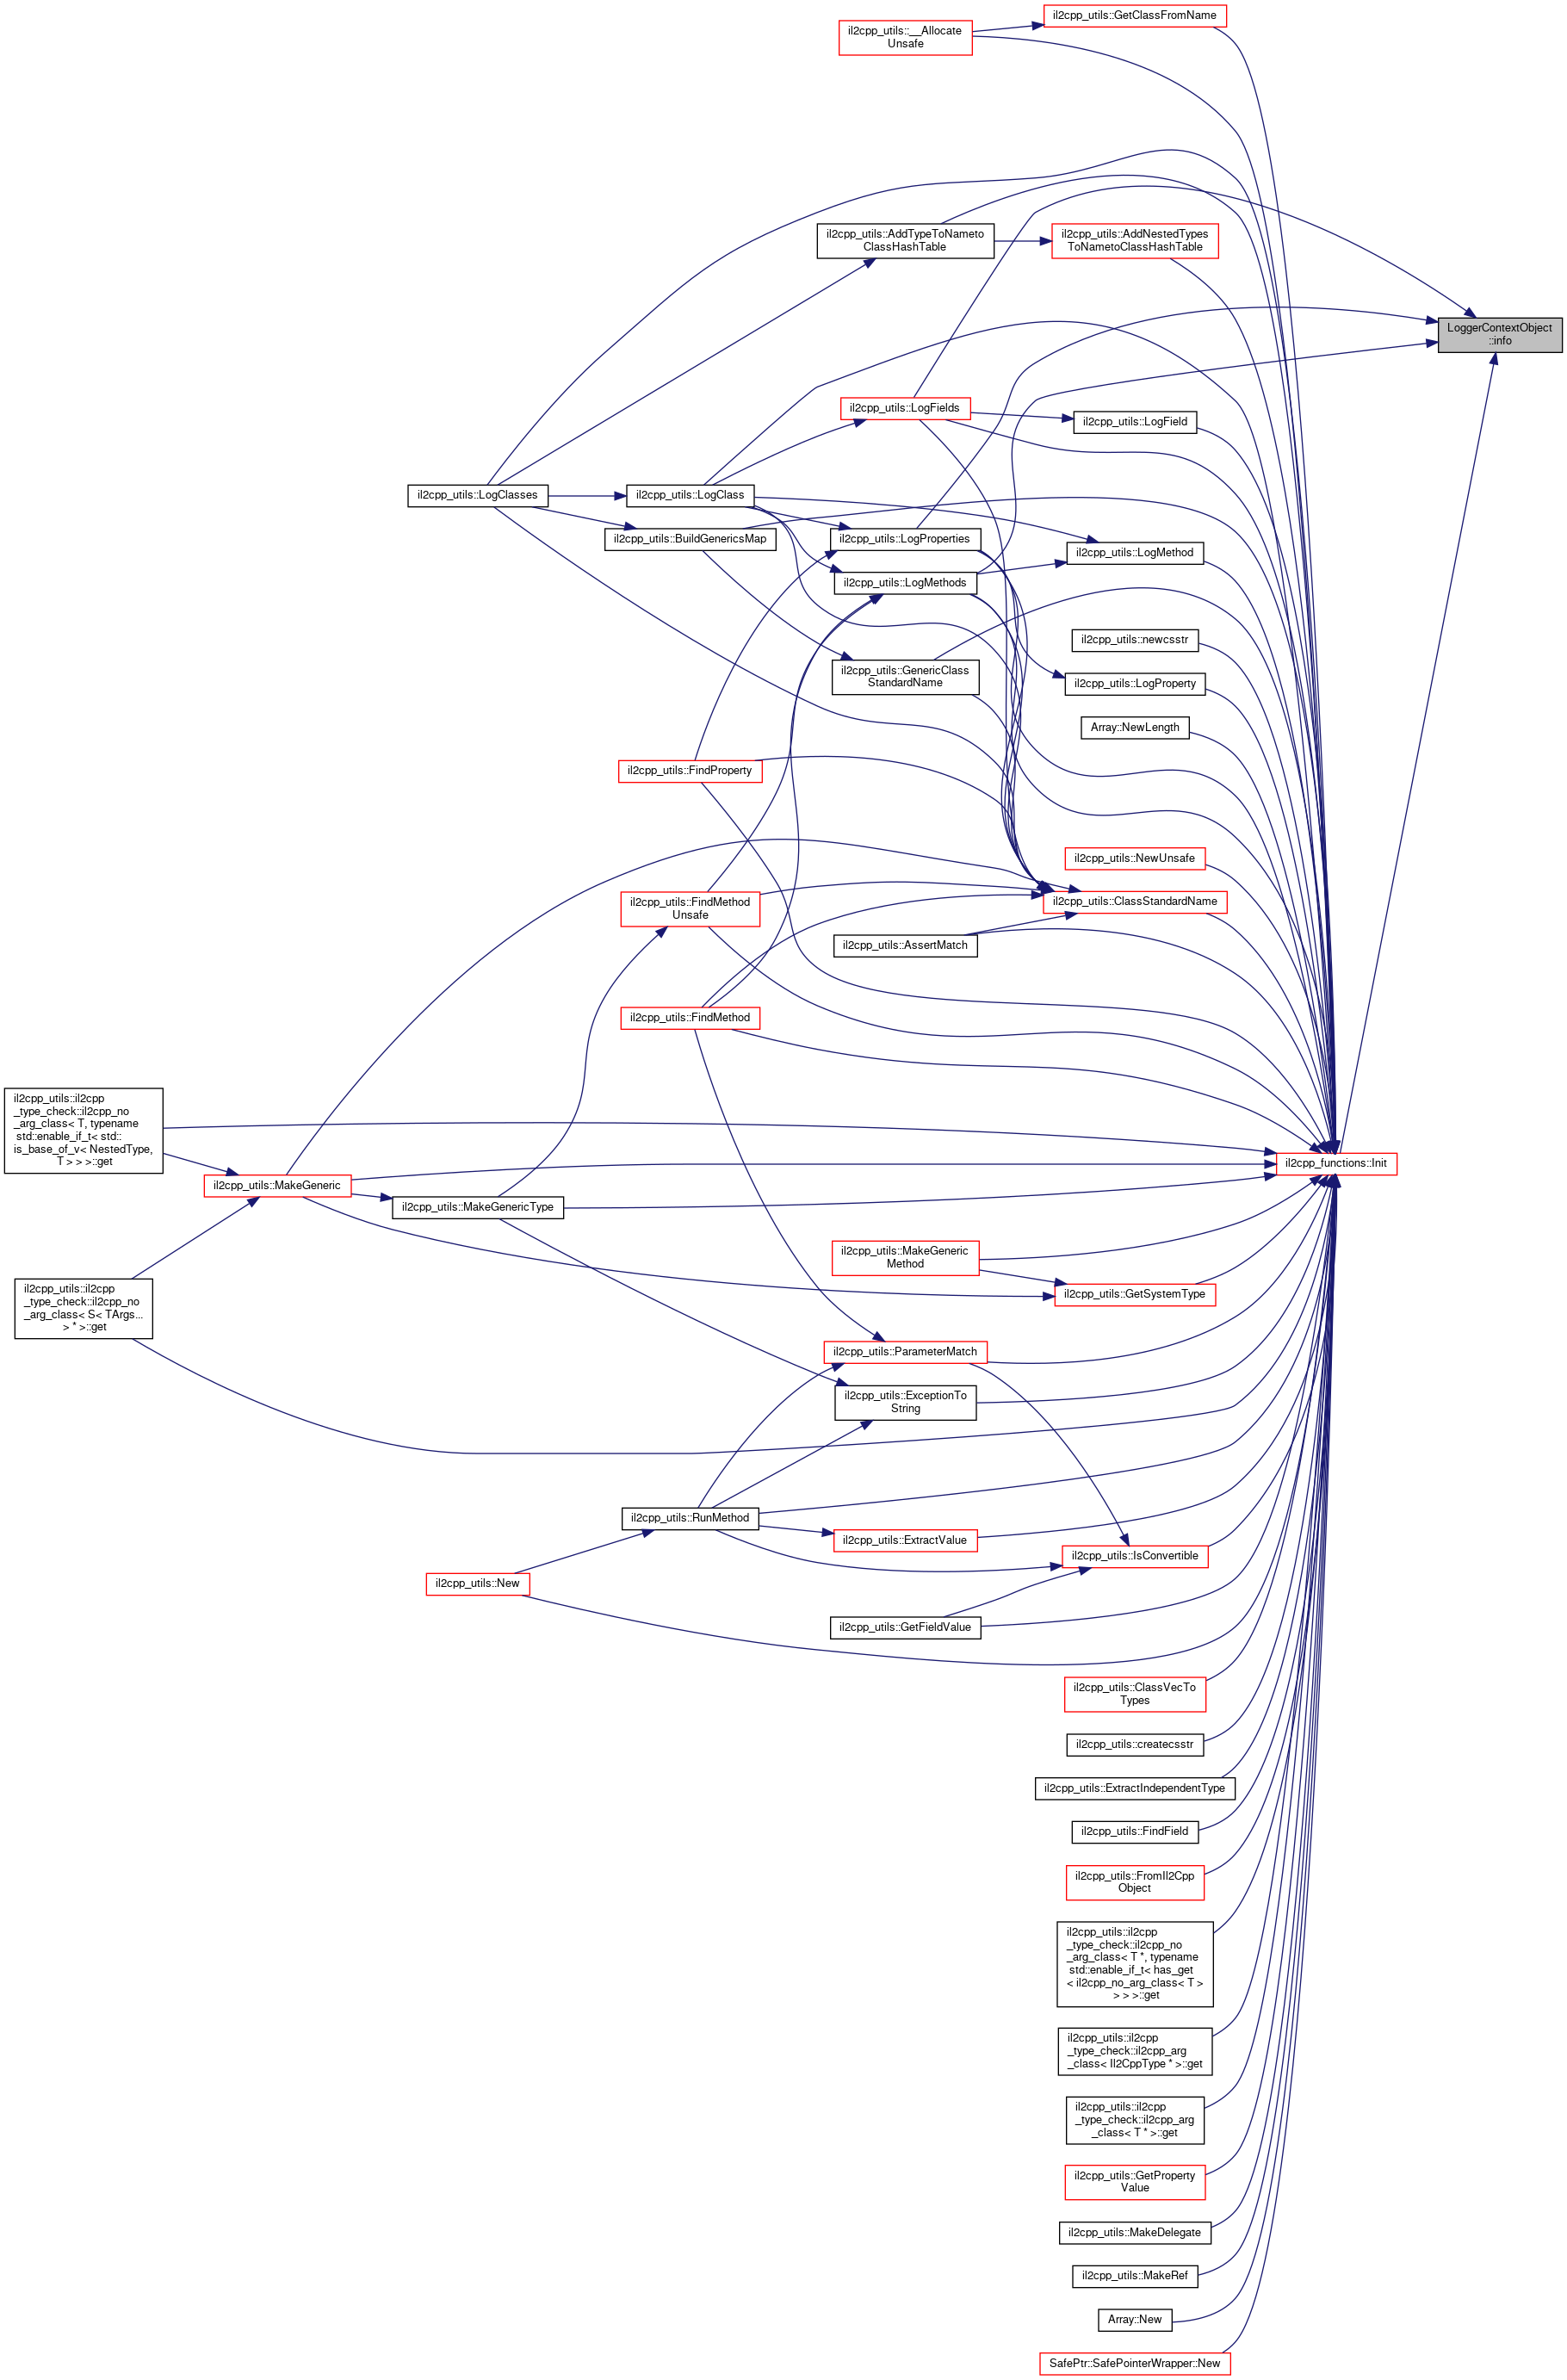 il2cpp_utils::GetClassFromName
il2cpp_utils::__Allocate
Unsafe
il2cpp_utils::AddTypeToNameto
ClassHashTable
il2cpp_utils::AddNestedTypes
ToNametoClassHashTable
LoggerContextObject
::info
il2cpp_utils::LogFields
il2cpp_utils::LogField
il2cpp_utils::LogClasses
il2cpp_utils::LogClass
il2cpp_utils::BuildGenericsMap
il2cpp_utils::LogProperties
il2cpp_utils::LogMethod
il2cpp_utils::LogMethods
il2cpp_utils::newcsstr
il2cpp_utils::GenericClass
StandardName
il2cpp_utils::LogProperty
Array::NewLength
il2cpp_utils::FindProperty
il2cpp_utils::NewUnsafe
il2cpp_utils::FindMethod
Unsafe
il2cpp_utils::ClassStandardName
il2cpp_utils::AssertMatch
il2cpp_utils::FindMethod
il2cpp_utils::il2cpp
_type_check::il2cpp_no
_arg_class< T, typename
std::enable_if_t< std::
is_base_of_v< NestedType,
T > > >::get
il2cpp_functions::Init
il2cpp_utils::MakeGeneric
il2cpp_utils::MakeGenericType
il2cpp_utils::MakeGeneric
Method
il2cpp_utils::GetSystemType
il2cpp_utils::il2cpp
_type_check::il2cpp_no
_arg_class< S< TArgs...
> * >::get
il2cpp_utils::ParameterMatch
il2cpp_utils::ExceptionTo
String
il2cpp_utils::RunMethod
il2cpp_utils::ExtractValue
il2cpp_utils::IsConvertible
il2cpp_utils::New
il2cpp_utils::GetFieldValue
il2cpp_utils::ClassVecTo
Types
il2cpp_utils::createcsstr
il2cpp_utils::ExtractIndependentType
il2cpp_utils::FindField
il2cpp_utils::FromIl2Cpp
Object
il2cpp_utils::il2cpp
_type_check::il2cpp_no
_arg_class< T *, typename
std::enable_if_t< has_get
< il2cpp_no_arg_class< T >
> > >::get
il2cpp_utils::il2cpp
_type_check::il2cpp_arg
_class< Il2CppType * >::get
il2cpp_utils::il2cpp
_type_check::il2cpp_arg
_class< T * >::get
il2cpp_utils::GetProperty
Value
il2cpp_utils::MakeDelegate
il2cpp_utils::MakeRef
Array::New
SafePtr::SafePointerWrapper::New